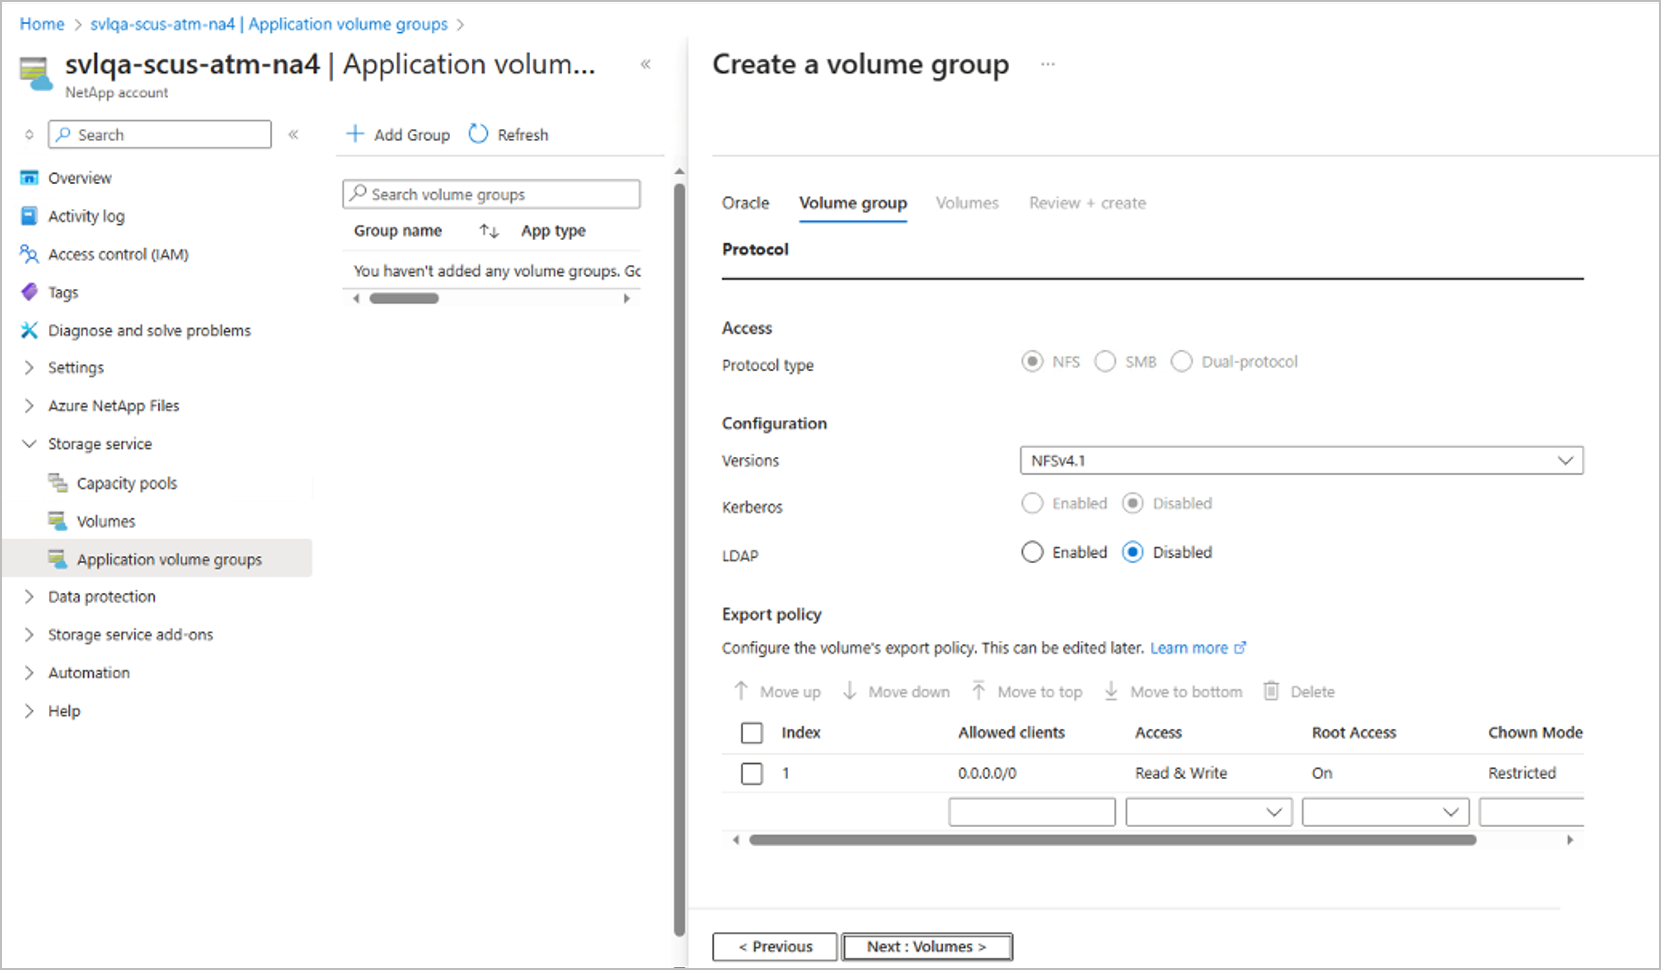 Home > svlqa-scus-atm-na4 | Application volume groups >
svlqa-scus-atm-na4 | Application volum...
NetApp account
Search
Overview
Activity log
Access control (IAM)
Tags
Diagnose and solve problems
Settings
Azure NetApp Files
Storage service
Capacity pools
Volumes
Application volume groups
Data protection
Storage service add-ons
Automation
Help
Add Group Refresh
Search volume groups
Group name App type
You haven't added any volume groups. Gc
Create a volume group ...
Oracle Volume group Volumes Review + create
Protocol
Access
Protocol type NFS SMB Dual-protocol
Configuration
Versions NFSv4.1
Kerberos Enabled Disabled
LDAP Enabled Disabled
Export policy
Configure the volume's export policy. This can be edited later. Learn more
Move up Move down Move to top Move to bottom Delete
Index Allowed clients Access Root Access Chown Mode
1 0.0.0.0/0 Read & Write On Restricted
< Previous Next : Volumes >